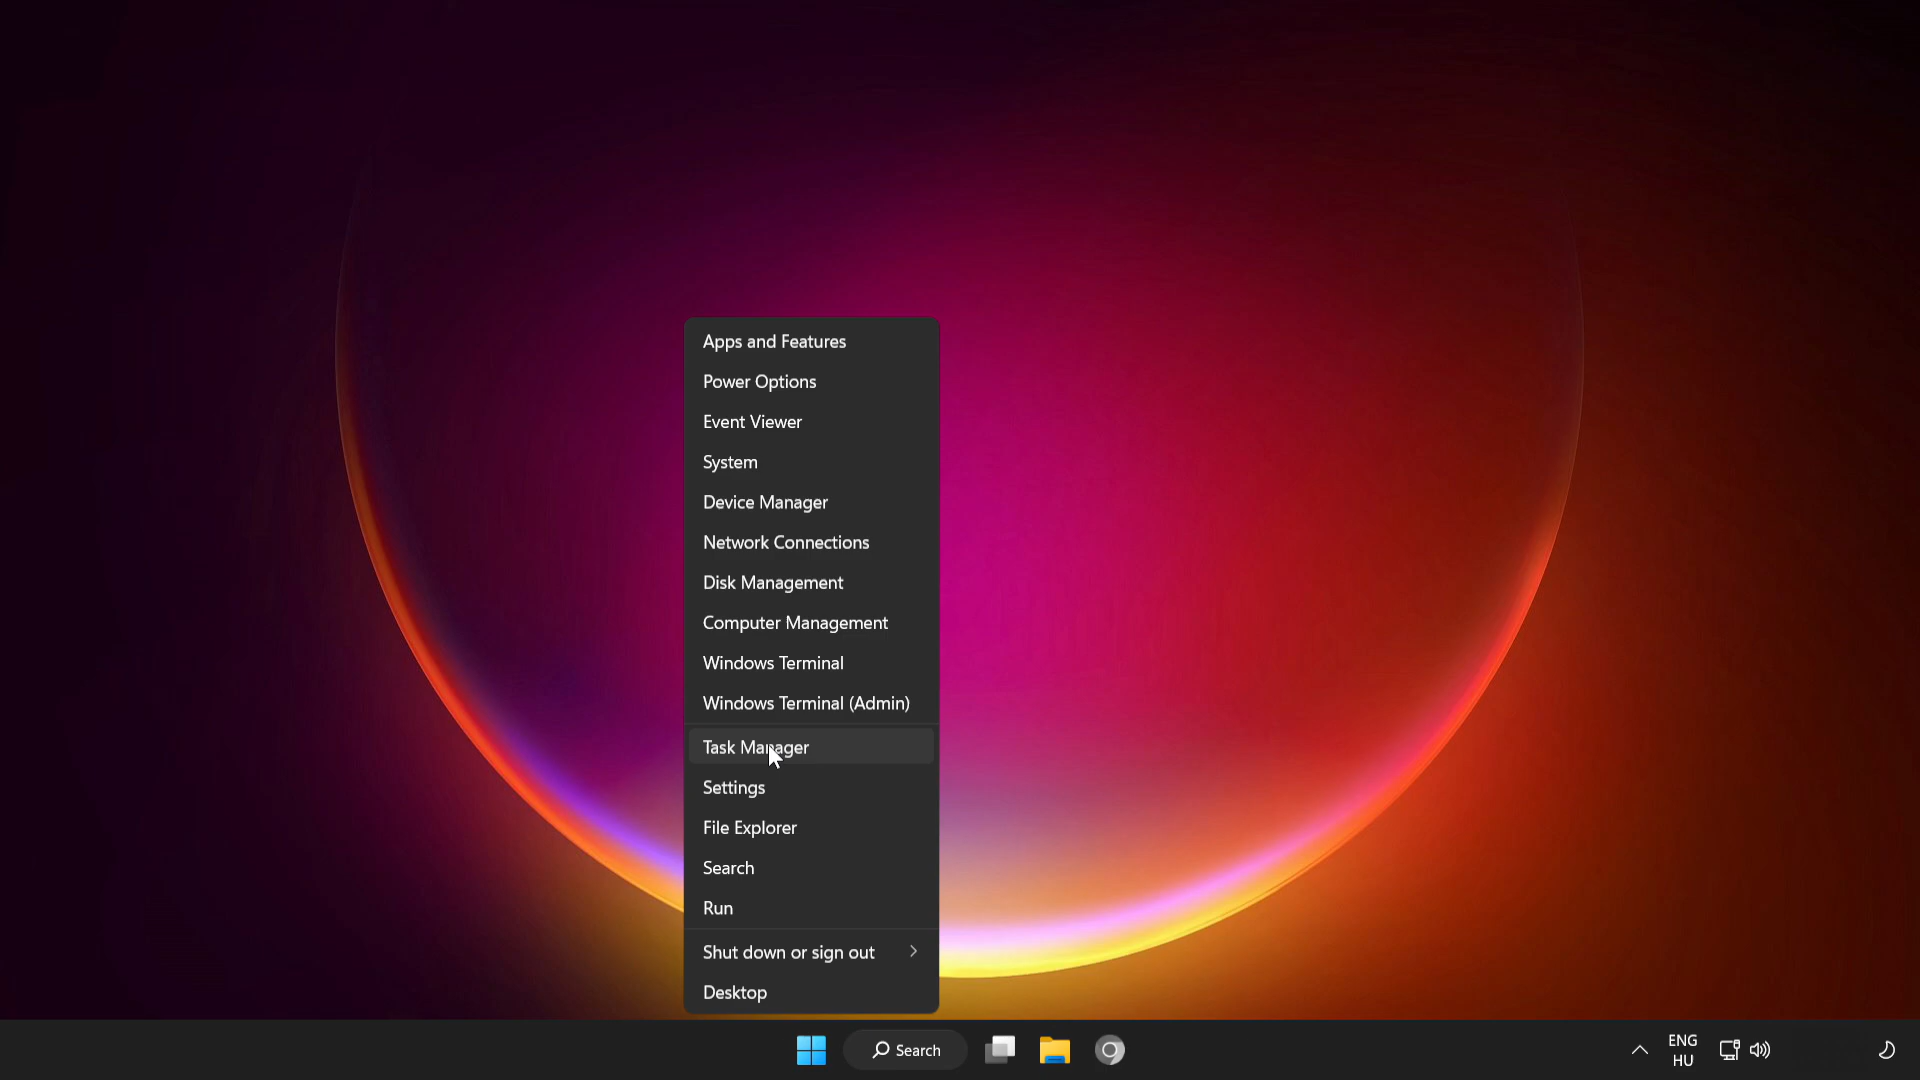 Apps and Features
Power Options
Event Viewer
System
Device Manager
Network Connections
Disk Management
Computer Management
Windows Terminal
Windows Terminal (Admin)
Task Manager
Settings
File Explorer
Search
Run
Shut down or sign out
Desktop
Search
ENG
HU